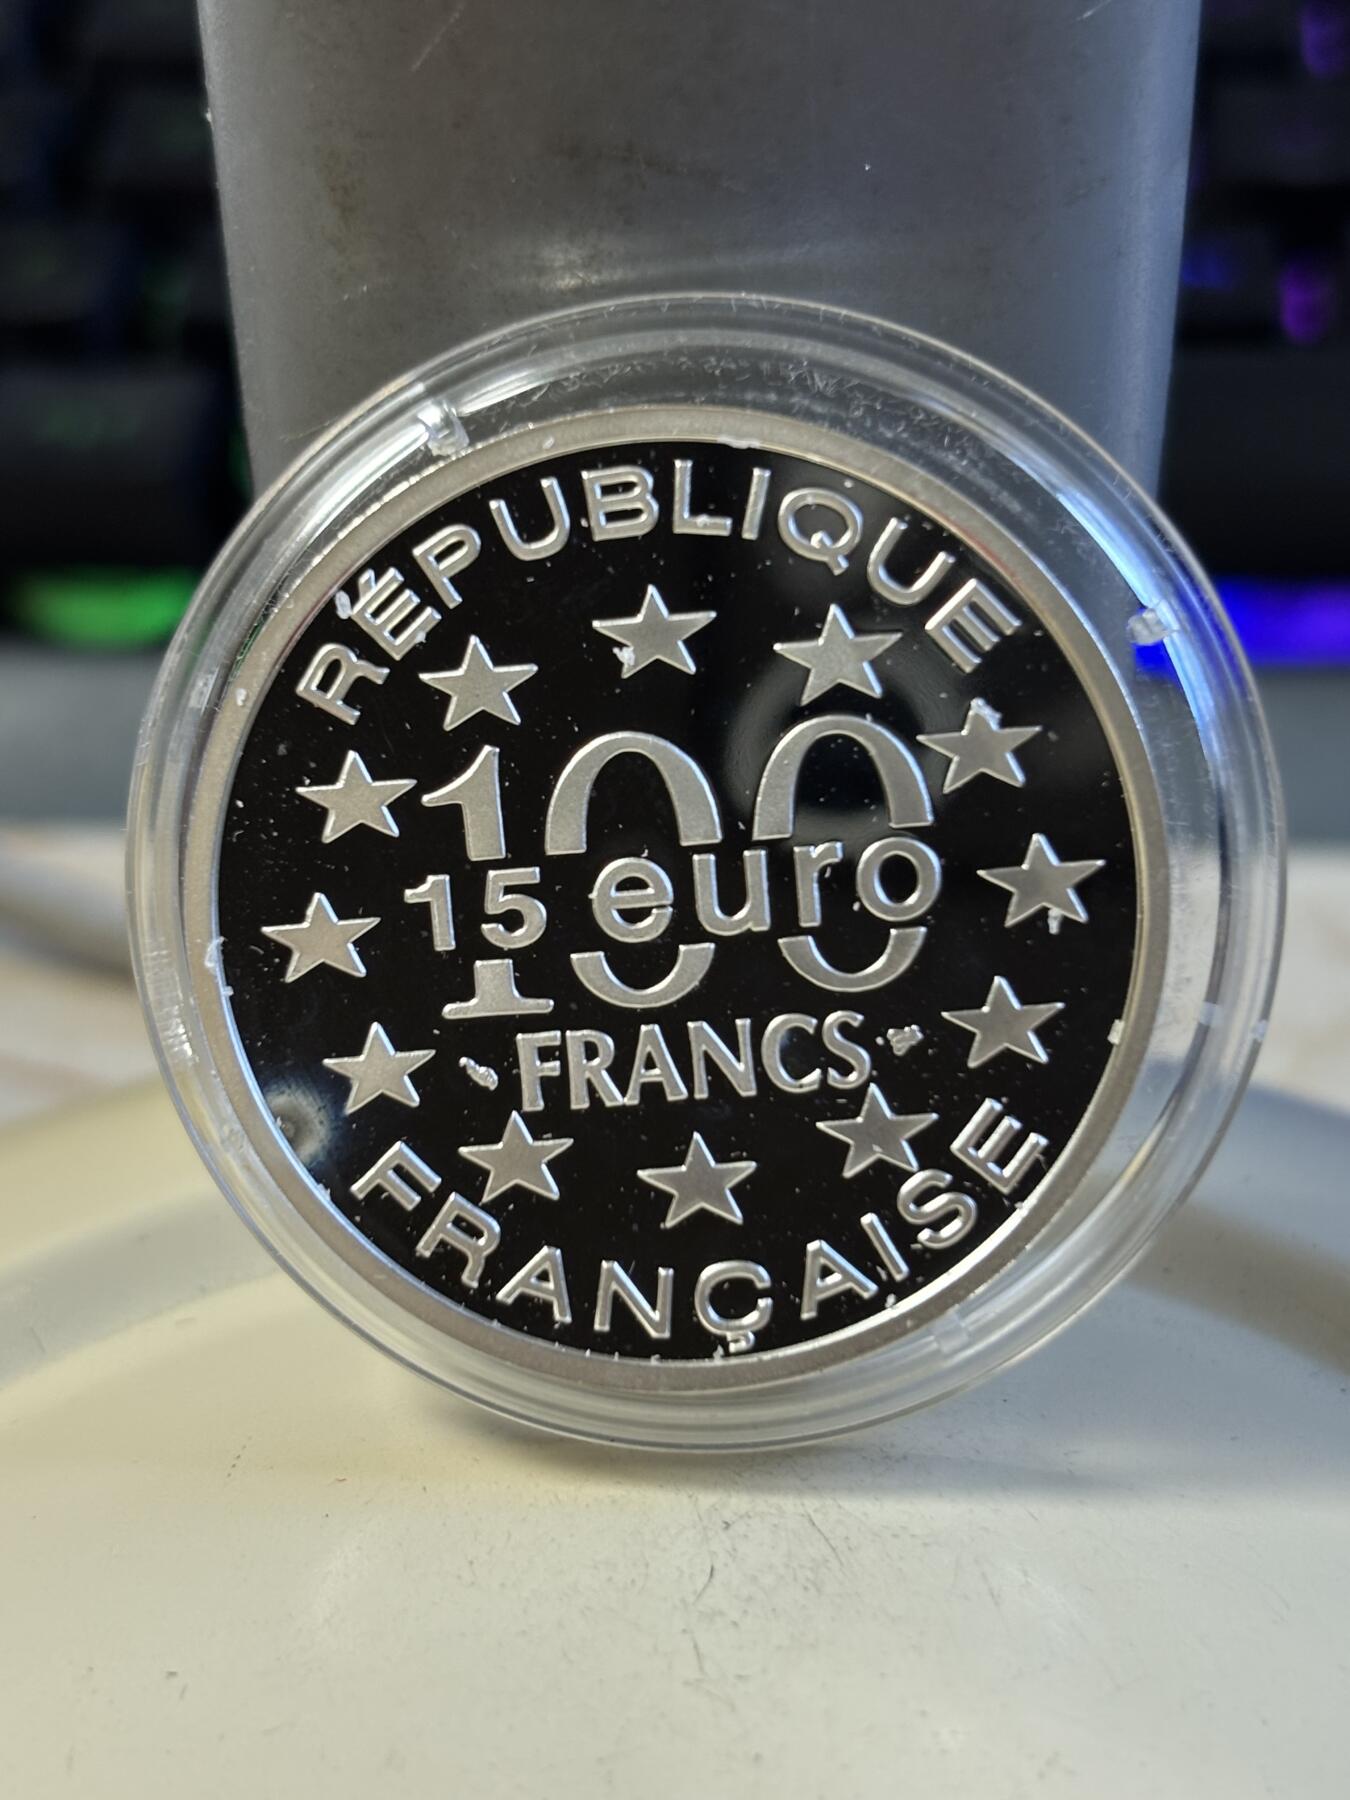 RÉPUBLIQUE
100
15 euro
FRANCS
FRANÇAISE